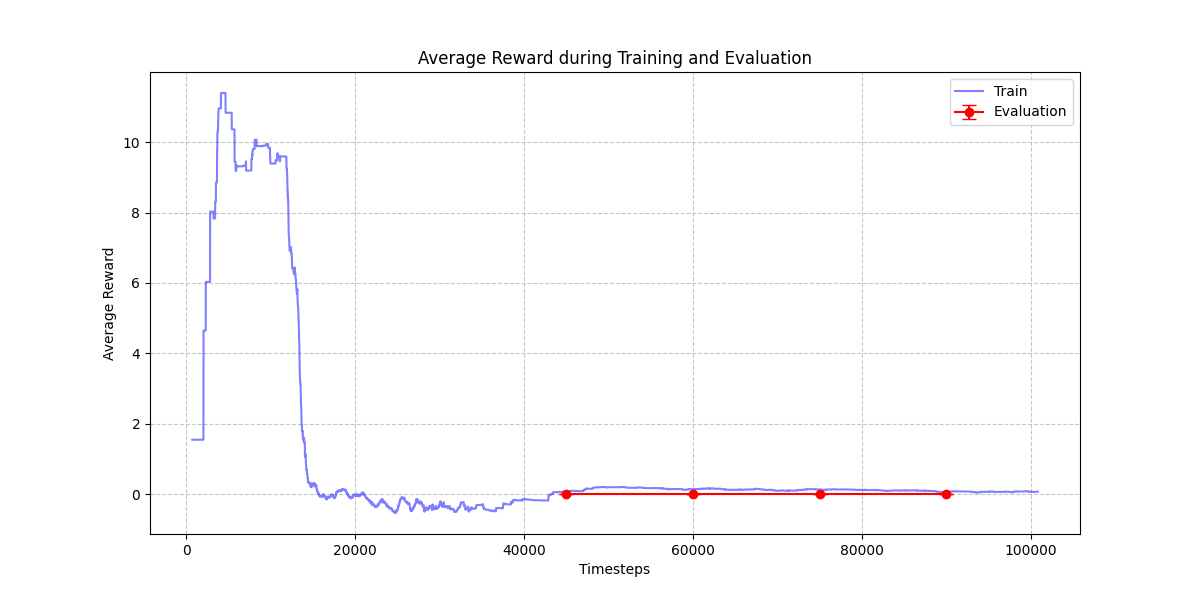 Average Reward during Training and Evaluation
Train
Evaluation
Average Reward
10
8
6
4
2
0
0
20000
40000
60000
80000
100000
Timesteps